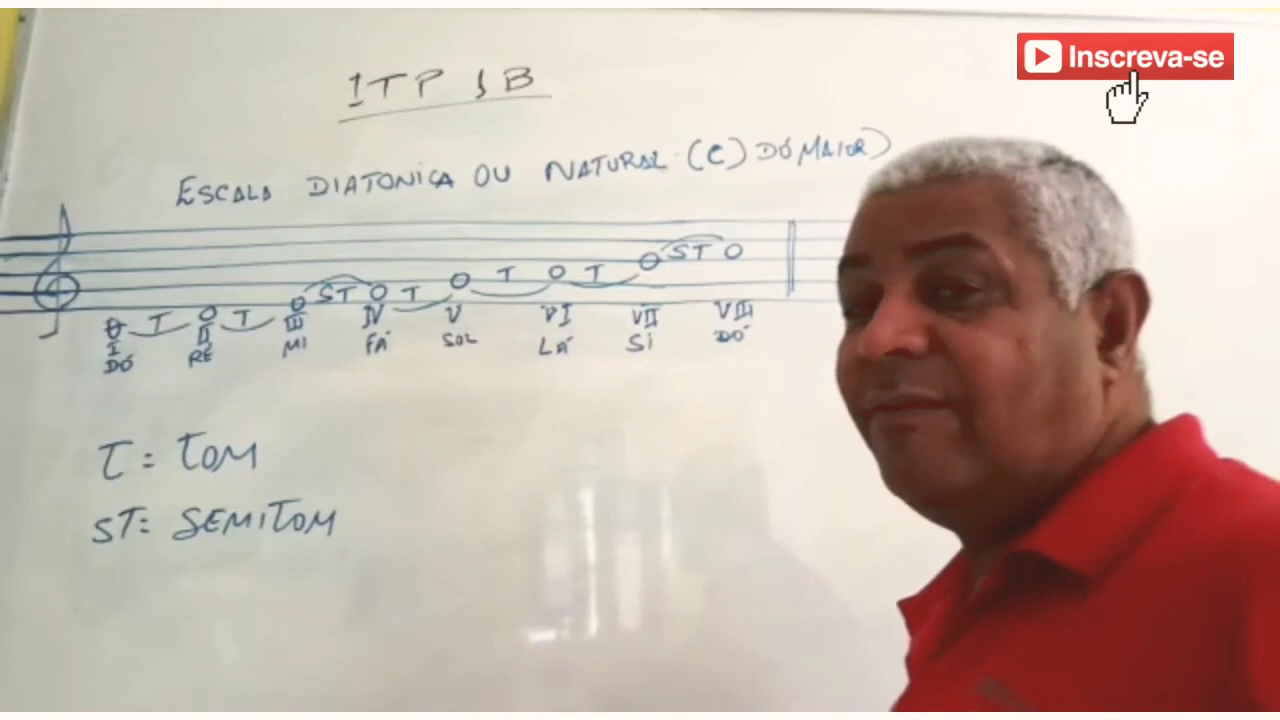 Inscreva-se
1TP 1B
ESCALA DIATONICA OU NATURAL (C) DÓ MAIOR)
T T ST T T T ST
I II III IV V VI VII VIII
DÓ RÉ MI FÁ SOL LÁ SI DÓ
T = TOM
ST = SEMITOM